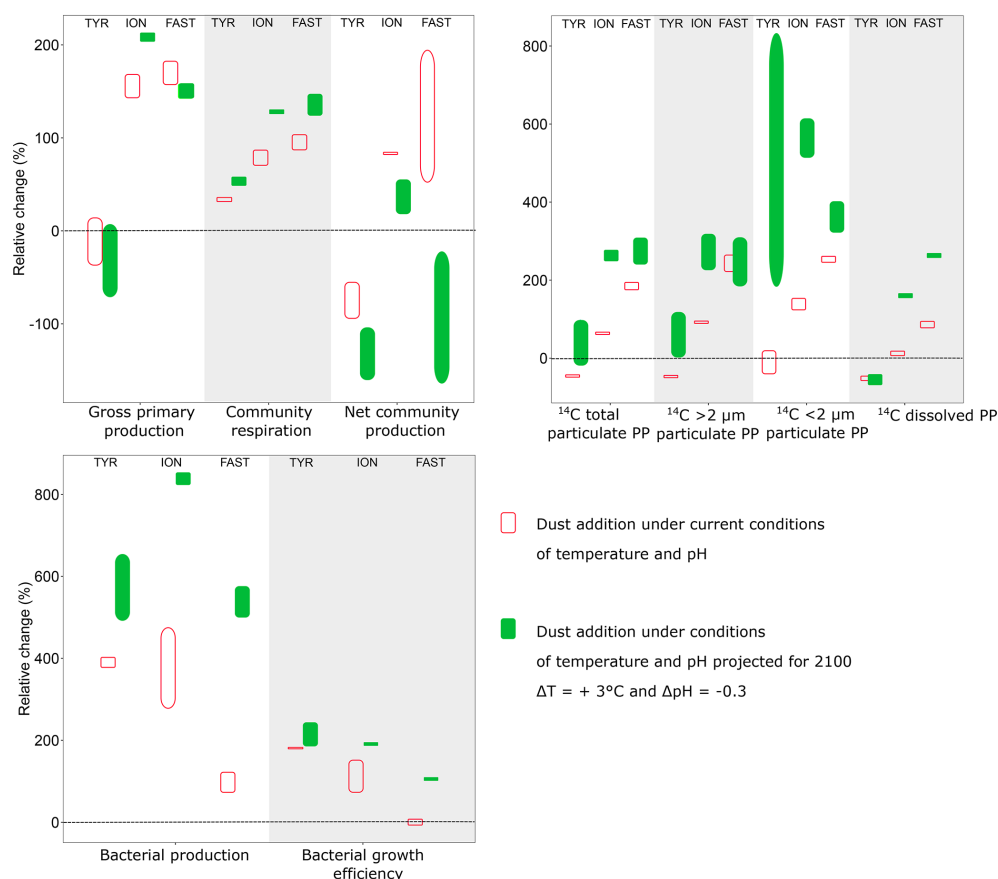 TYR ION FAST TYR ION FAST TYR FAST
ION
200
100
0
-100
Relative change (%)
Gross primary
production
Community
respiration
Net community
production
TYR ION FAST TYR ION FAST TYR ION FAST TYR ION FAST
800
600
400
200
0
Relative change (%)
¹⁴C total
particulate PP
¹⁴C >2 µm
particulate PP
¹⁴C <2 µm
particulate PP
¹⁴C dissolved PP
TYR ION FAST TYR ION FAST
800
600
400
200
0
Relative change (%)
Bacterial production
Bacterial growth
efficiency
Dust addition under current conditions
of temperature and pH
Dust addition under conditions
of temperature and pH projected for 2100
ΔT = + 3°C and ΔpH = -0.3